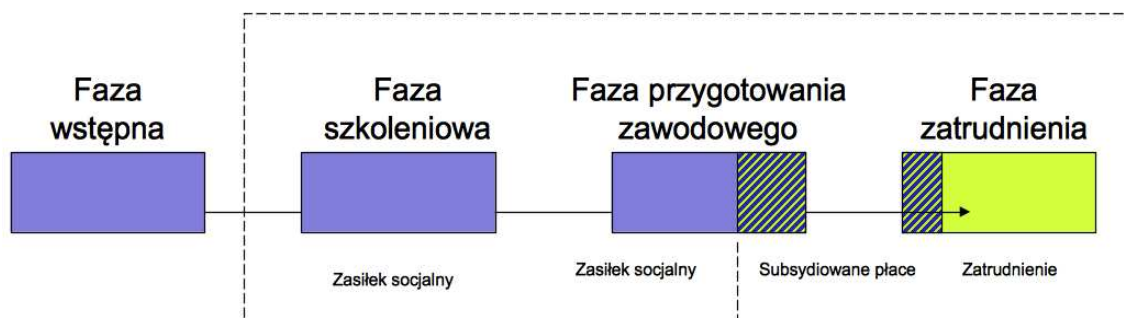 Faza
wstępna
Faza
szkoleniowa
Faza przygotowania
zawodowego
Faza
zatrudnienia
Zasiłek socjalny
Zasiłek socjalny
Subsydiowane płace
Zatrudnienie